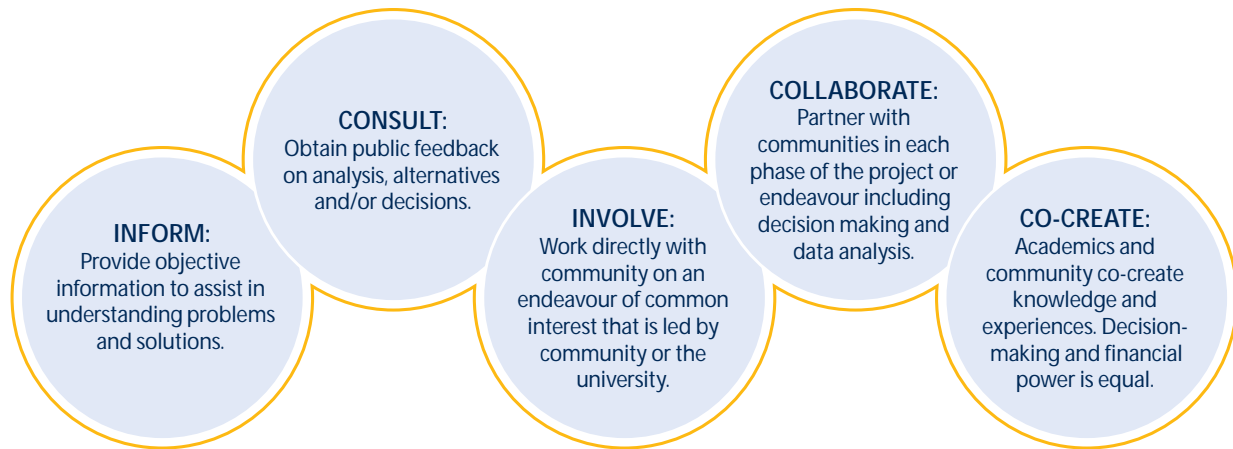 INFORM:
Provide objective
information to assist in
understanding problems
and solutions.
CONSULT:
Obtain public feedback
on analysis, alternatives
and/or decisions.
INVOLVE:
Work directly with
community on an
endeavour of common
interest that is led by
community or the
university.
COLLABORATE:
Partner with
communities in each
phase of the project or
endeavour including
decision making and
data analysis.
CO-CREATE:
Academics and
community co-create
knowledge and
experiences. Decision-
making and financial
power is equal.